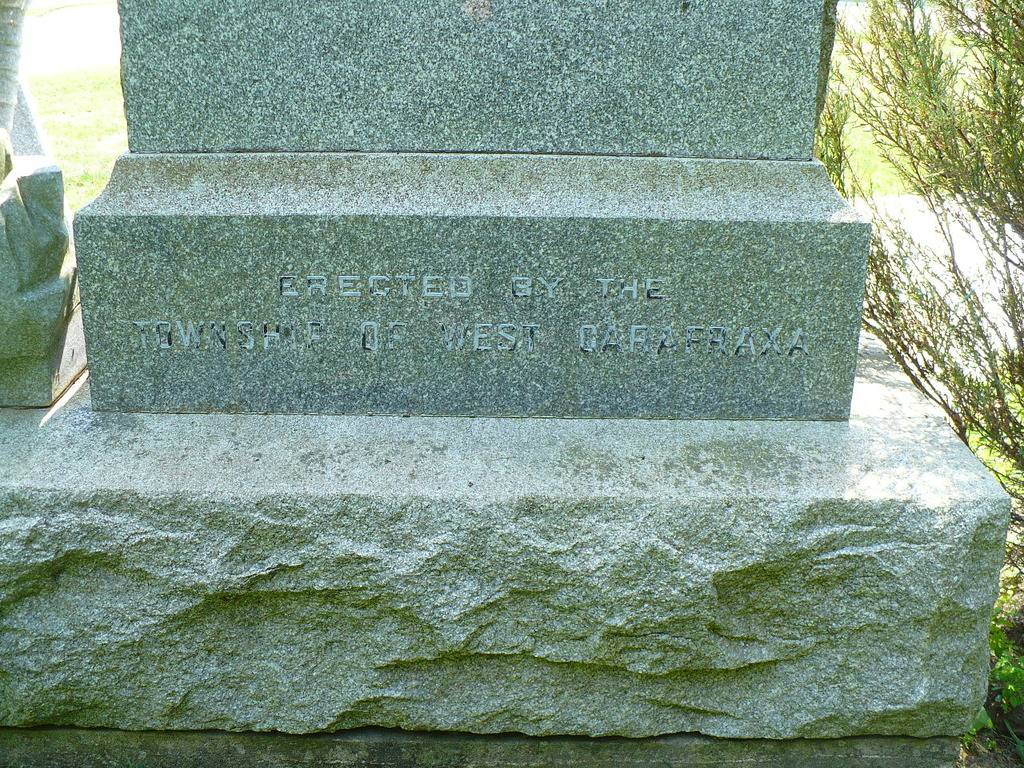 ERECTED BY THE
TOWNSHIP OF WEST GARAFRAXA